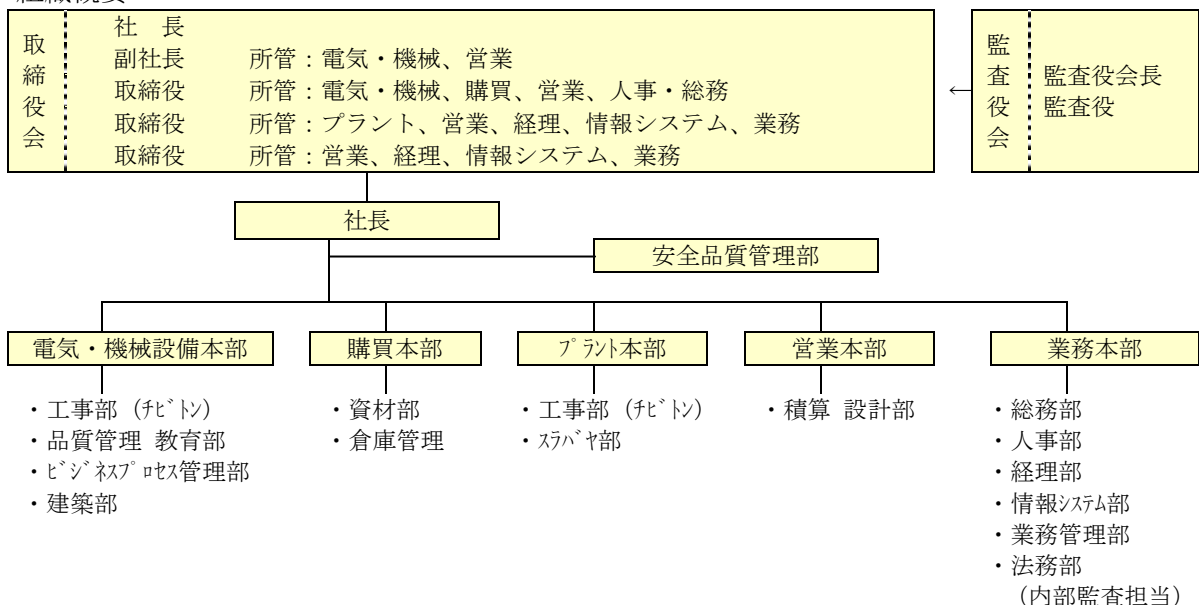 取締役会
社　長
副社長　所管：電気・機械、営業
取締役　所管：電気・機械、購買、営業、人事・総務
取締役　所管：プラント、営業、経理、情報システム、業務
取締役　所管：営業、経理、情報システム、業務
←
監査役会
監査役会長
監査役
社長
安全品質管理部
電気・機械設備本部
・工事部（ﾁﾋﾞﾄﾝ）
・品質管理 教育部
・ﾋﾞｼﾞﾈｽﾌﾟﾛｾｽ管理部
・建築部
購買本部
・資材部
・倉庫管理
ﾌﾟﾗﾝﾄ本部
・工事部（ﾁﾋﾞﾄﾝ）
・ｽﾗﾊﾞﾔ部
営業本部
・積算 設計部
業務本部
・総務部
・人事部
・経理部
・情報ｼｽﾃﾑ部
・業務管理部
・法務部
（内部監査担当）